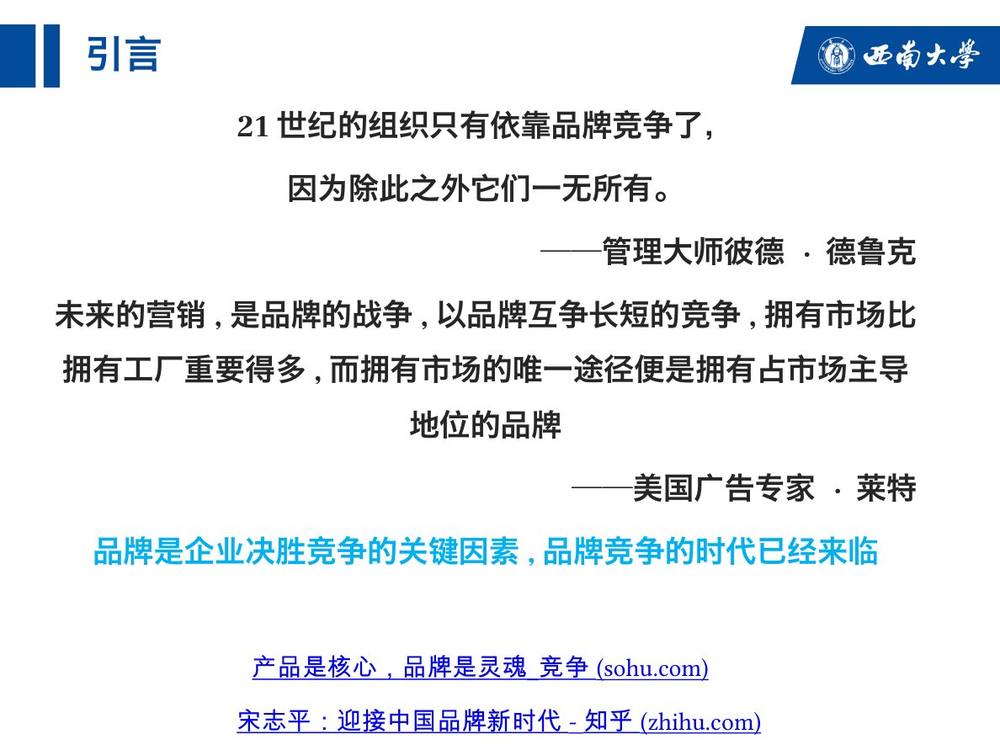 引言
西南大学
21 世纪的组织只有依靠品牌竞争了，
因为除此之外它们一无所有。
——管理大师彼德 · 德鲁克
未来的营销 , 是品牌的战争 , 以品牌互争长短的竞争 , 拥有市场比
拥有工厂重要得多 , 而拥有市场的唯一途径便是拥有占市场主导
地位的品牌
——美国广告专家 · 莱特
品牌是企业决胜竞争的关键因素 , 品牌竞争的时代已经来临
产品是核心，品牌是灵魂_竞争 (sohu.com)
宋志平：迎接中国品牌新时代 - 知乎 (zhihu.com)